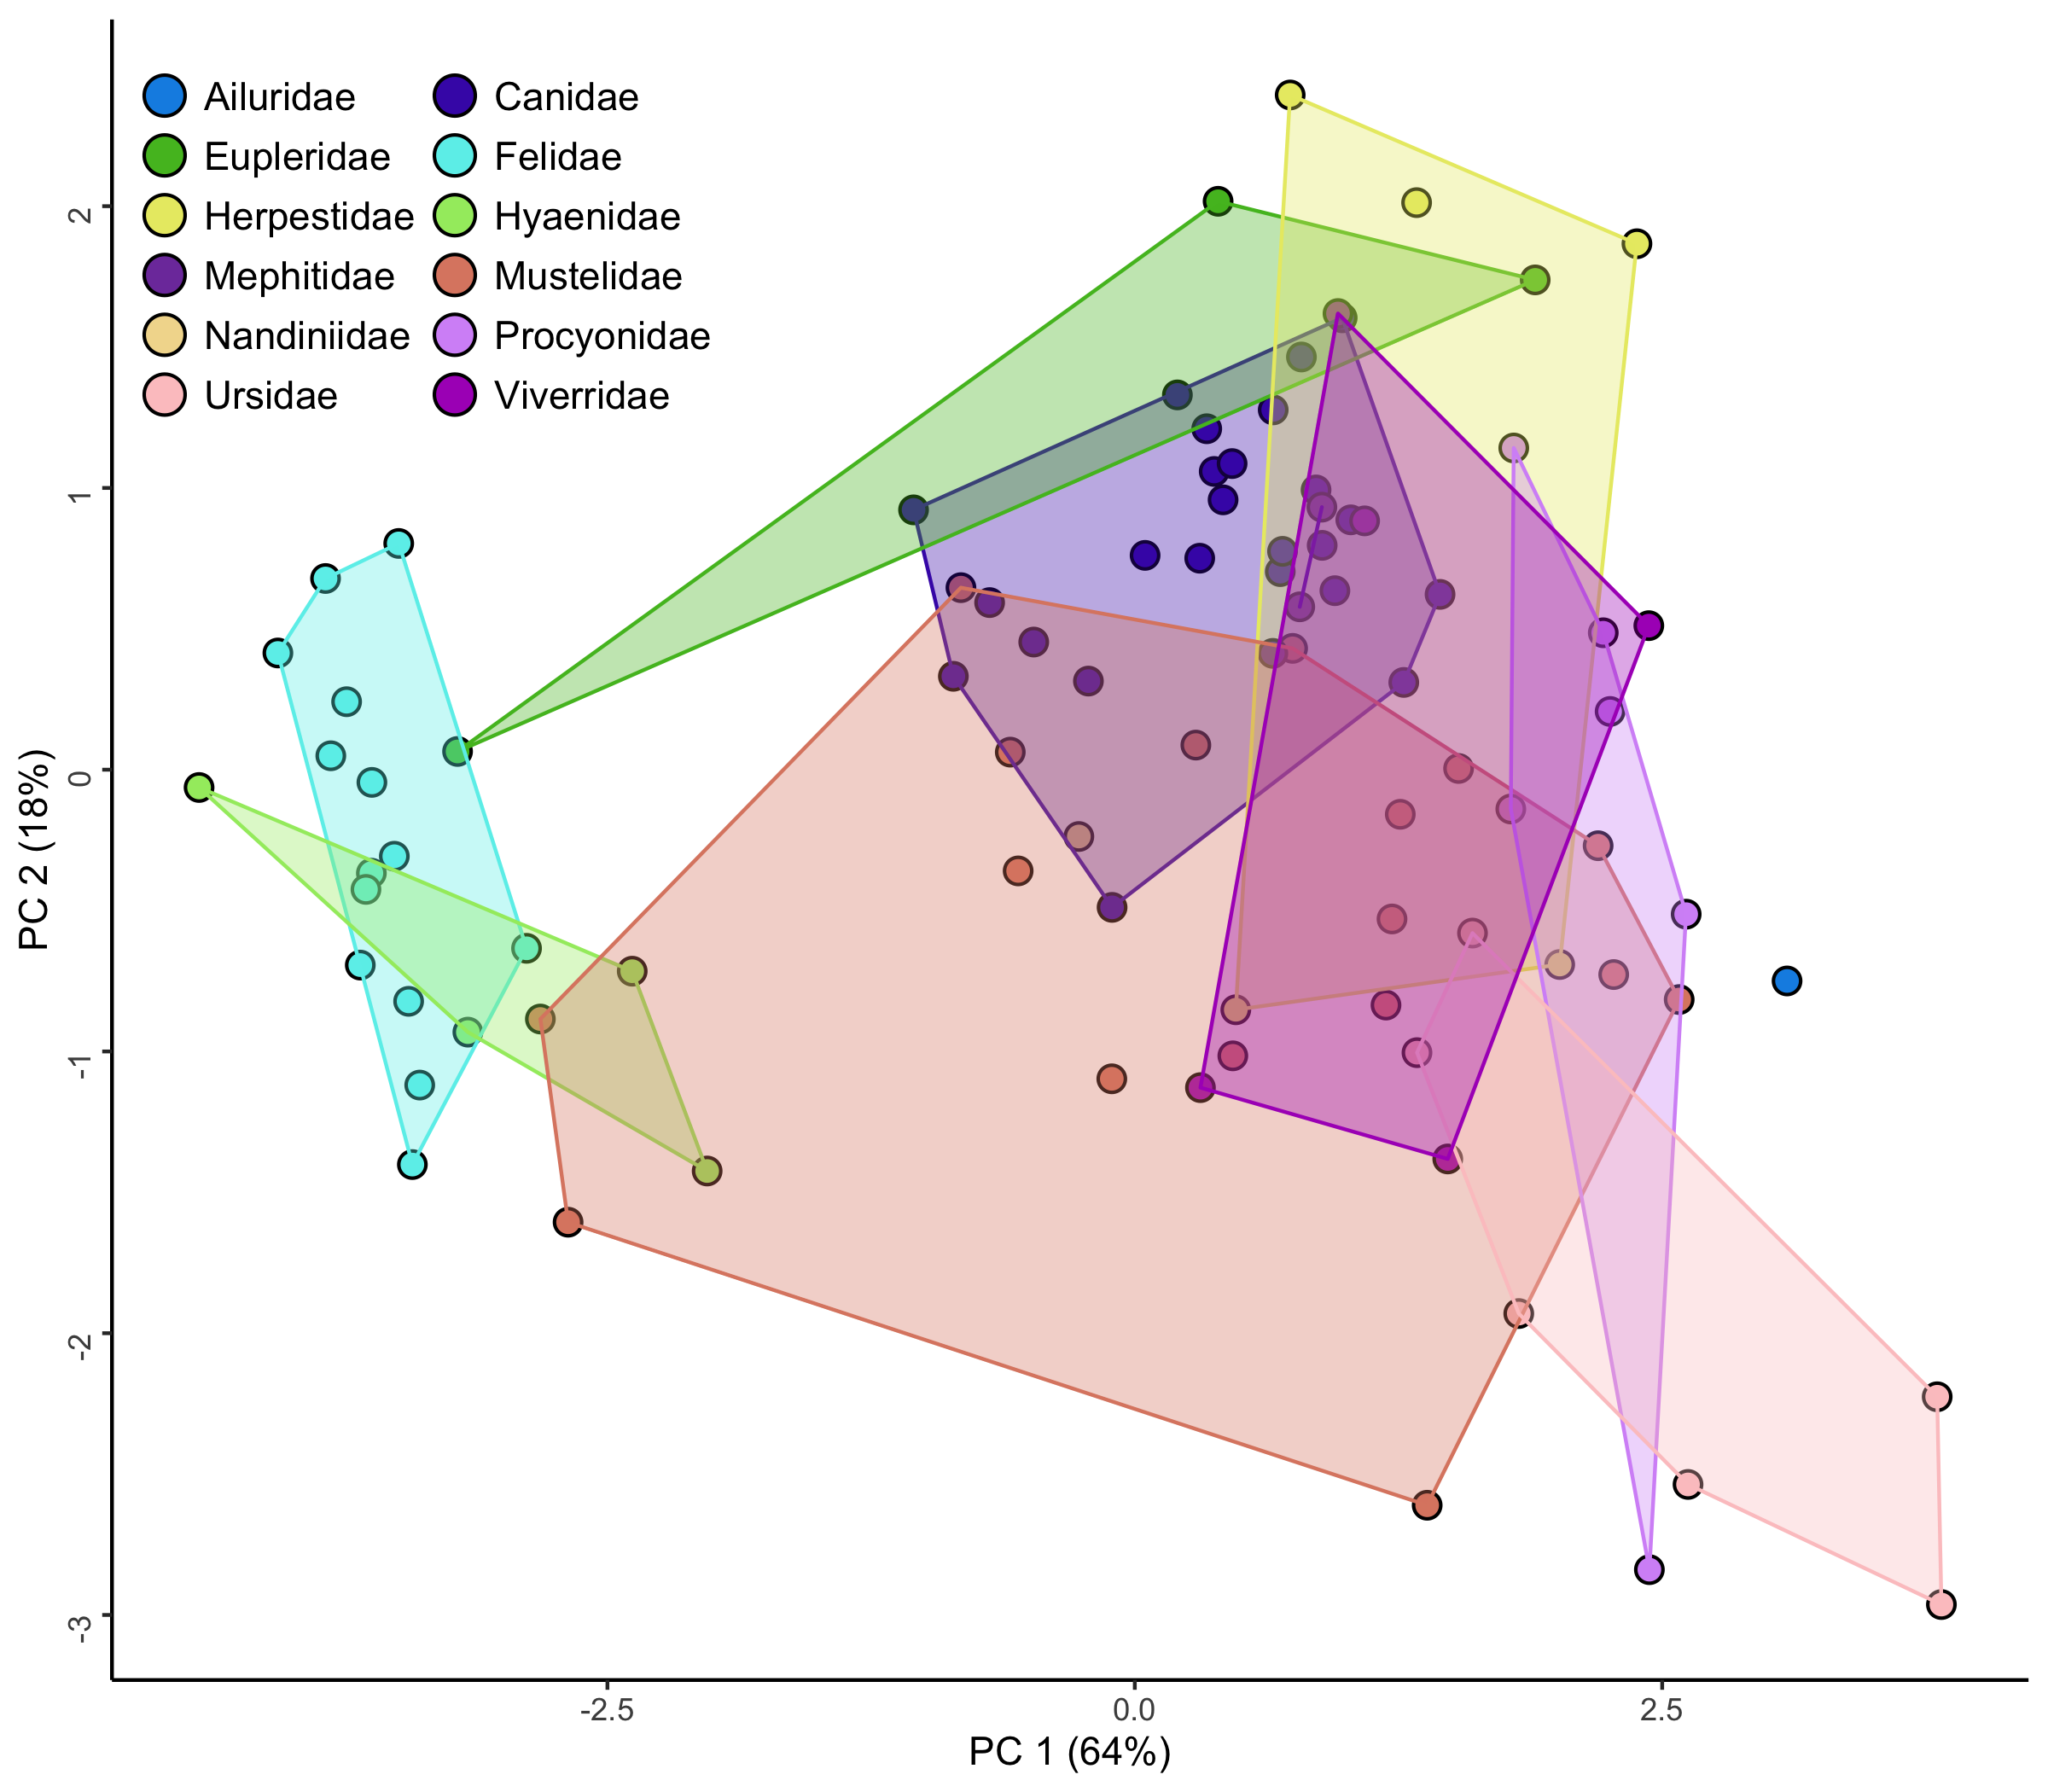 Ailuridae Canidae
Eupleridae Felidae
Herpestidae Hyaenidae
Mephitidae Mustelidae
Nandiniidae Procyonidae
Ursidae Viverridae
PC 2 (18%)
2
1
0
-1
-2
-3
-2.5 0.0 2.5
PC 1 (64%)